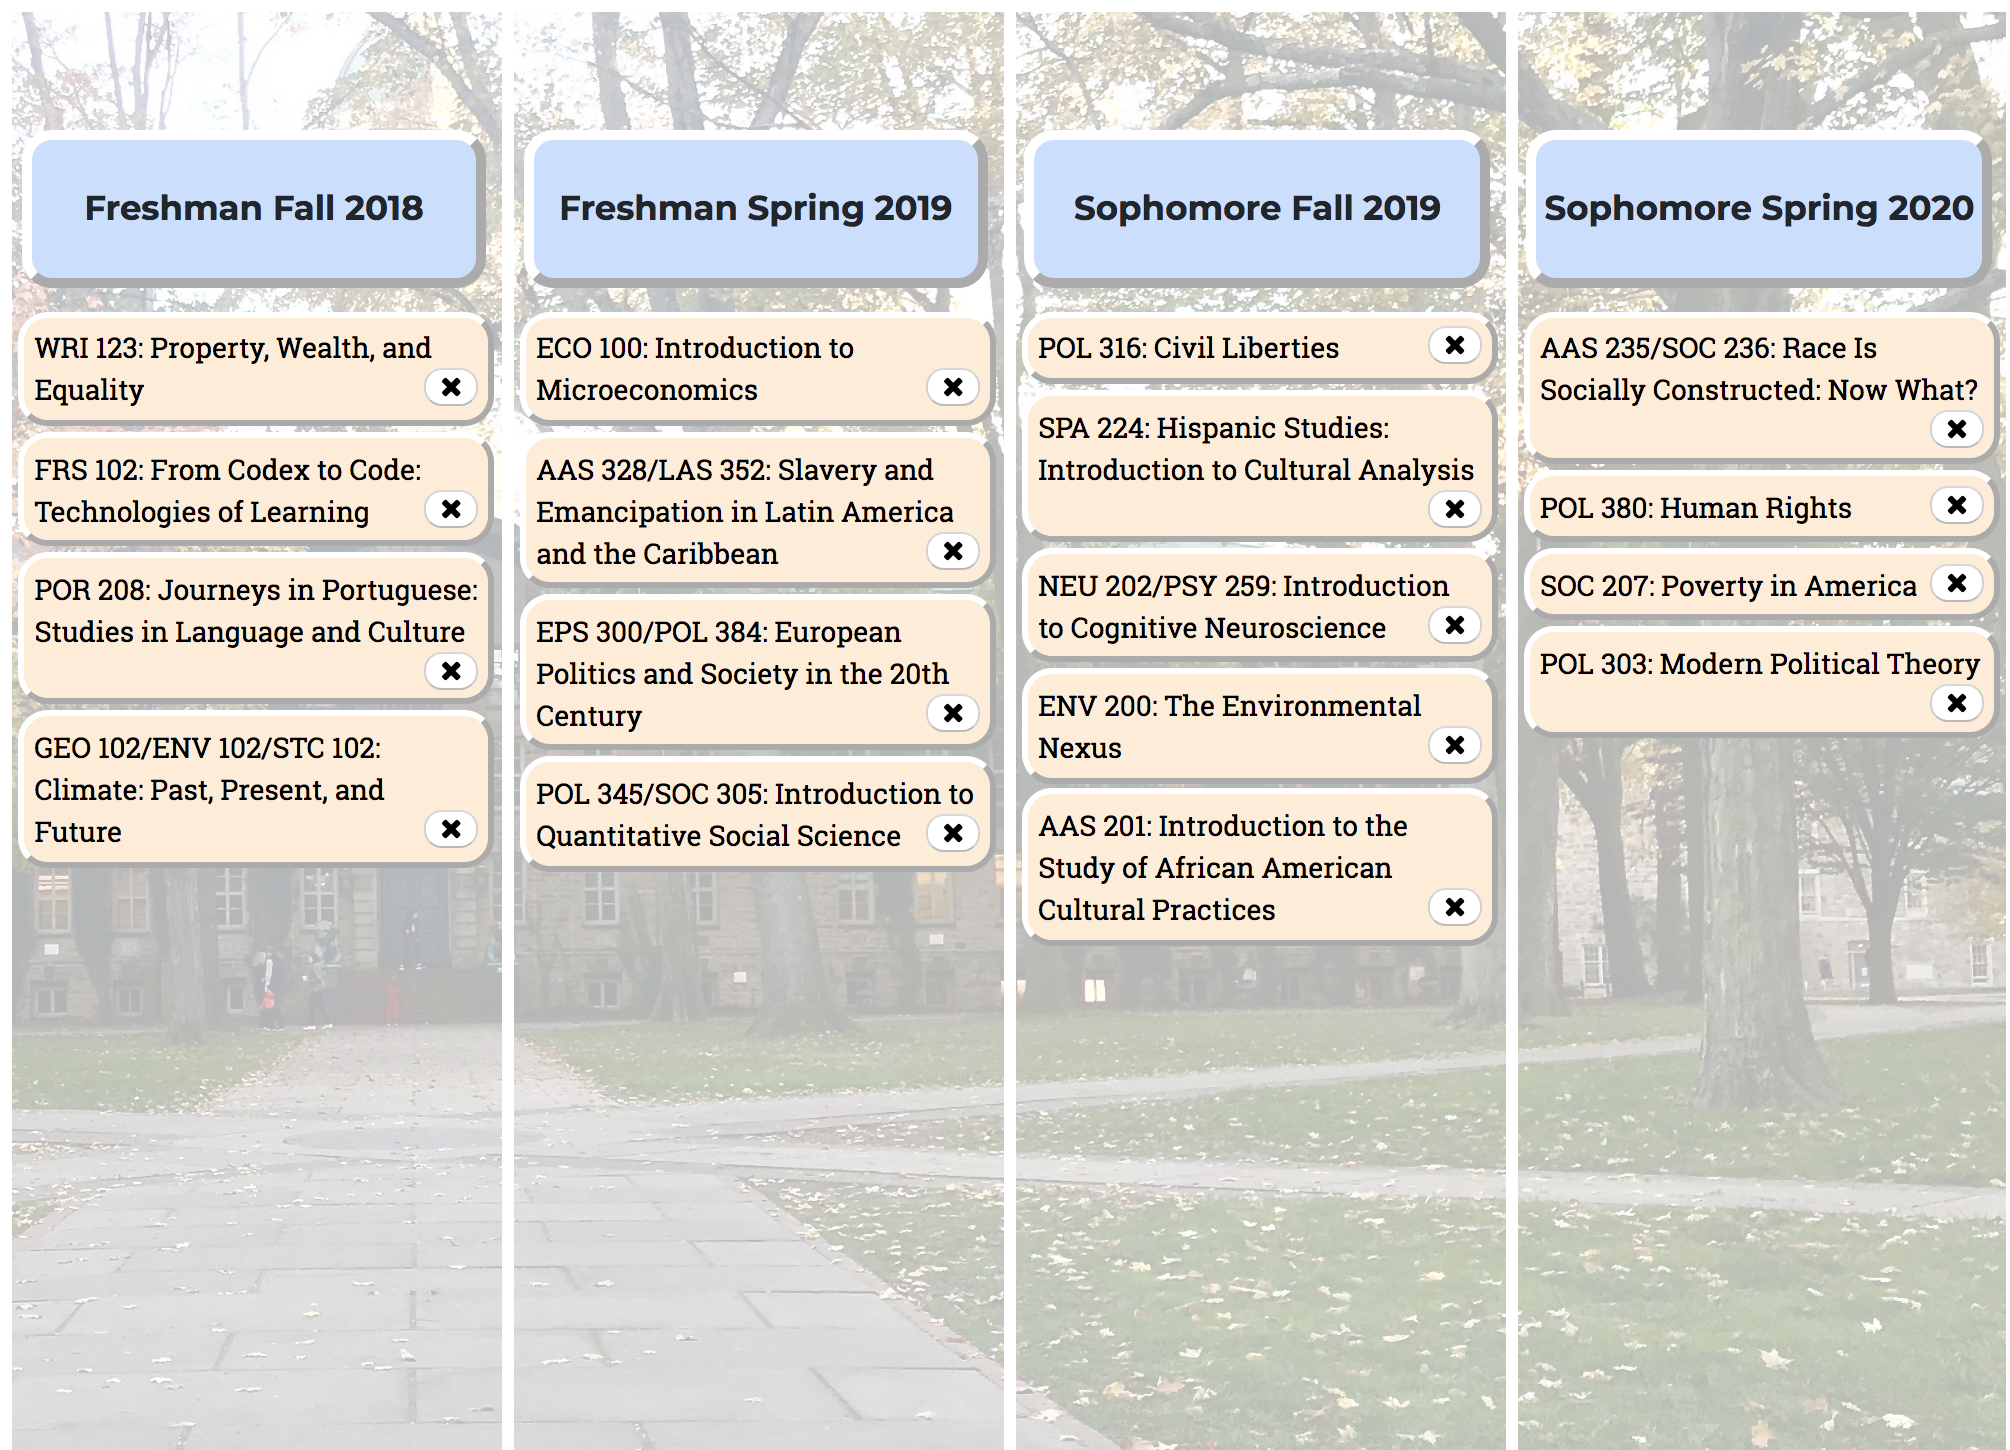 Freshman Fall 2018
WRI 123: Property, Wealth, and
Equality
FRS 102: From Codex to Code:
Technologies of Learning
POR 208: Journeys in Portuguese:
Studies in Language and Culture
GEO 102/ENV 102/STC 102:
Climate: Past, Present, and
Future
Freshman Spring 2019
ECO 100: Introduction to
Microeconomics
AAS 328/LAS 352: Slavery and
Emancipation in Latin America
and the Caribbean
EPS 300/POL 384: European
Politics and Society in the 20th
Century
POL 345/SOC 305: Introduction to
Quantitative Social Science
Sophomore Fall 2019
POL 316: Civil Liberties
SPA 224: Hispanic Studies:
Introduction to Cultural Analysis
NEU 202/PSY 259: Introduction
to Cognitive Neuroscience
ENV 200: The Environmental
Nexus
AAS 201: Introduction to the
Study of African American
Cultural Practices
Sophomore Spring 2020
AAS 235/SOC 236: Race Is
Socially Constructed: Now What?
POL 380: Human Rights
SOC 207: Poverty in America
POL 303: Modern Political Theory